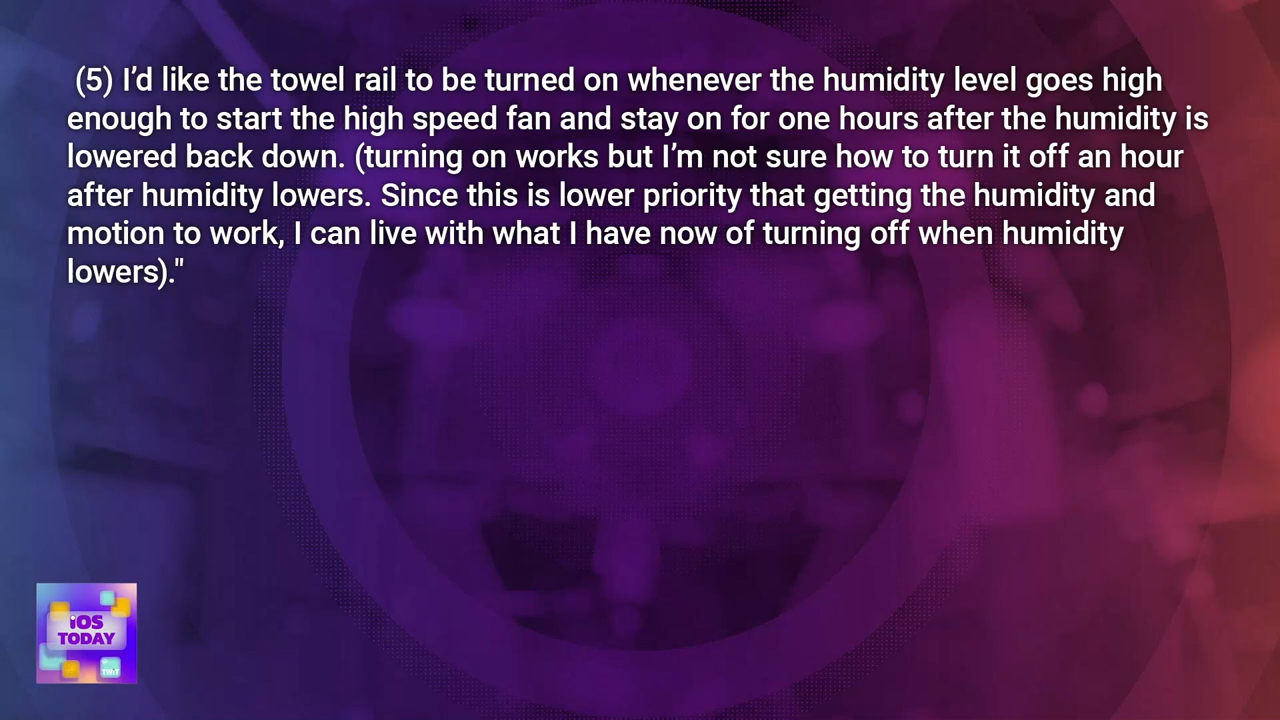 (5) I’d like the towel rail to be turned on whenever the humidity level goes high
enough to start the high speed fan and stay on for one hours after the humidity is
lowered back down. (turning on works but I’m not sure how to turn it off an hour
after humidity lowers. Since this is lower priority that getting the humidity and
motion to work, I can live with what I have now of turning off when humidity
lowers)."
iOS
TODAY
TWiT